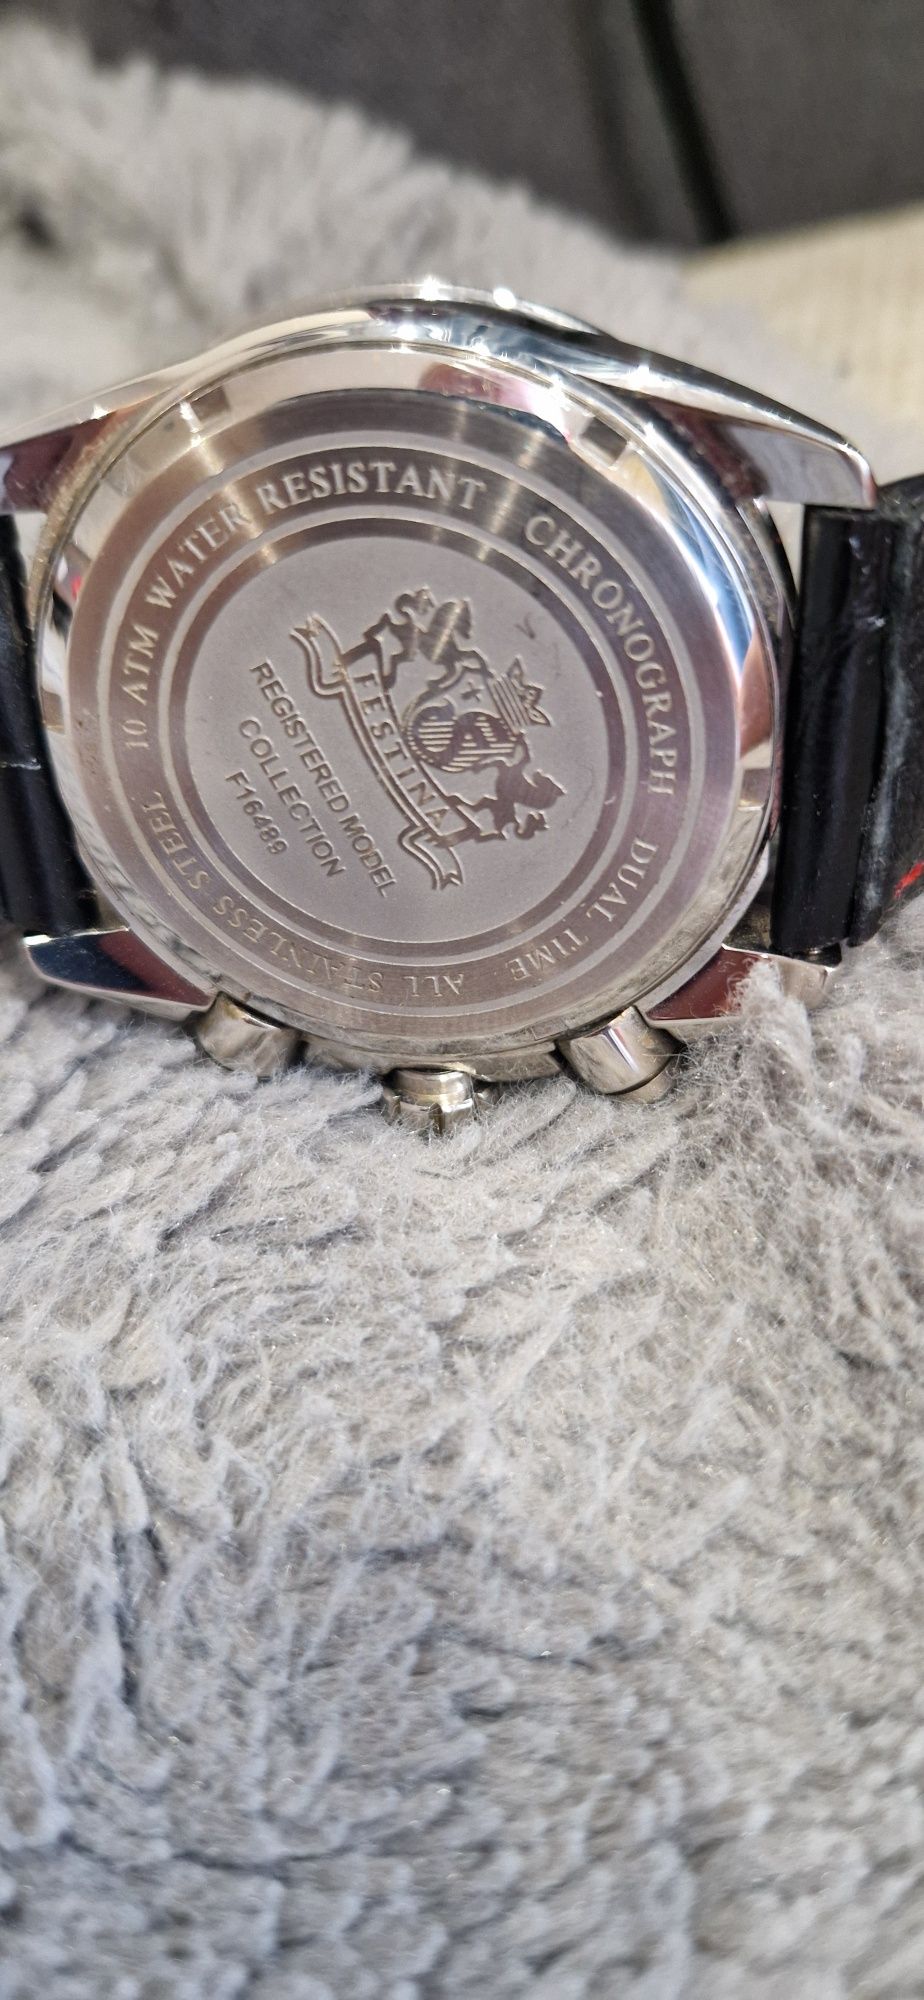 10 ATM WATER RESISTANT CHRONOGRAPH DUAL TIME ALL STAINLESS STEEL
FESTINA
REGISTERED MODEL
COLLECTION
F16489